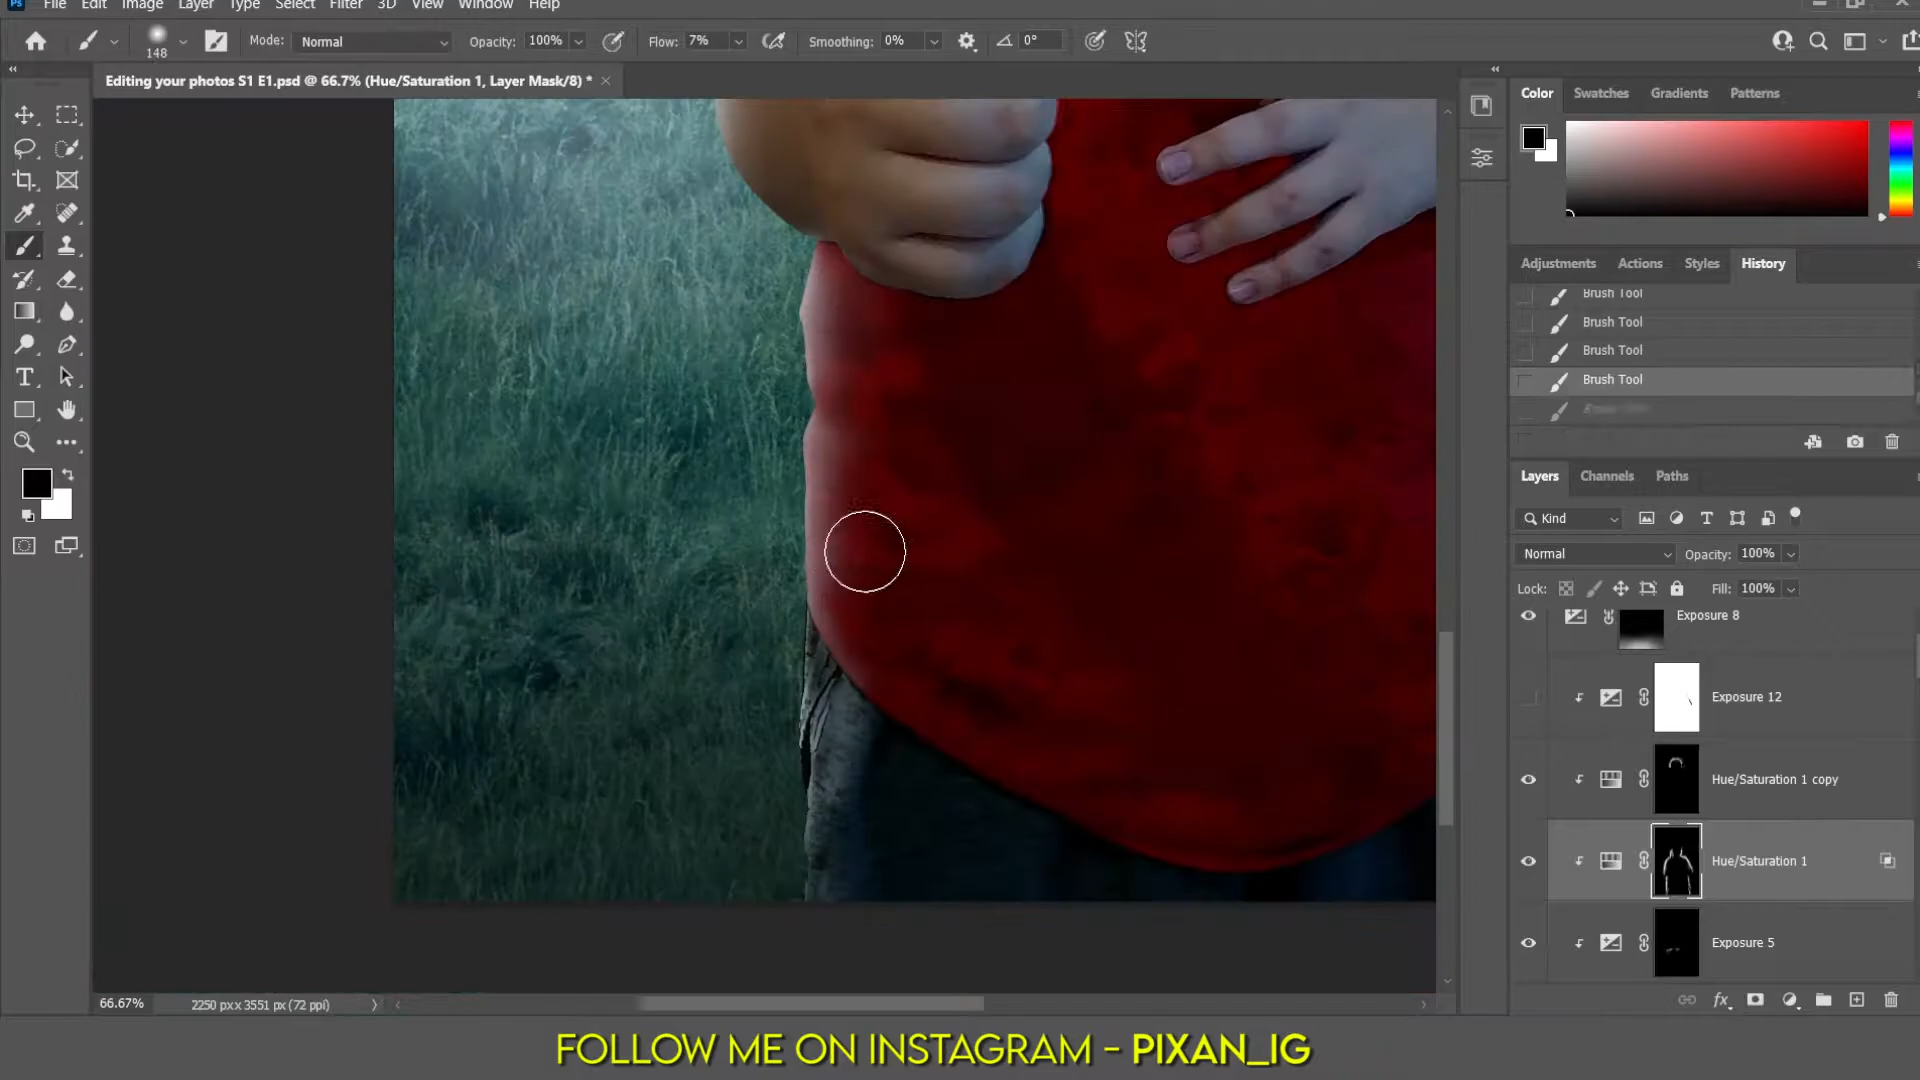 Ps File Edit Image Layer Type Select Filter 3D View Window Help
148 Mode: Normal Opacity: 100% Flow: 7% Smoothing: 0% 0°
Editing your photos S1 E1.psd @ 66.7% (Hue/Saturation 1, Layer Mask/8) *
Color Swatches Gradients Patterns
Adjustments Actions Styles History
Brush Tool
Brush Tool
Brush Tool
Brush Tool
Layers Channels Paths
Kind
Normal Opacity: 100%
Lock: Fill: 100%
Exposure 8
Exposure 12
Hue/Saturation 1 copy
Hue/Saturation 1
Exposure 5
fx
66.67% 2250 px x 3551 px (72 ppi)
FOLLOW ME ON INSTAGRAM - PIXAN_IG